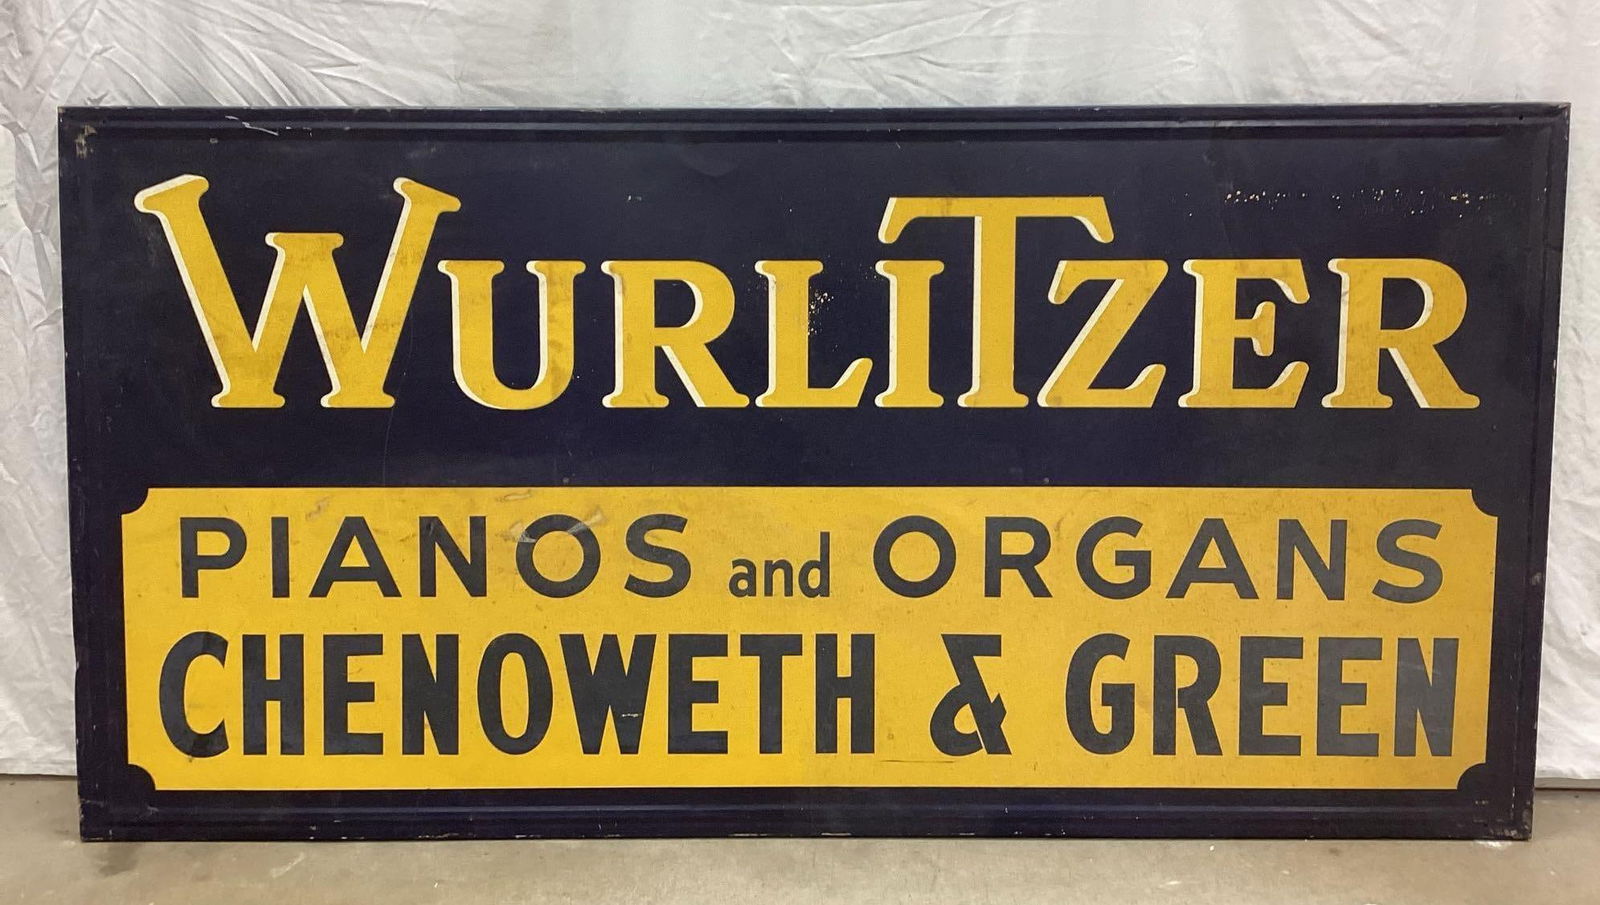 WURLITZER
PIANOS and ORGANS
CHENOWETH & GREEN